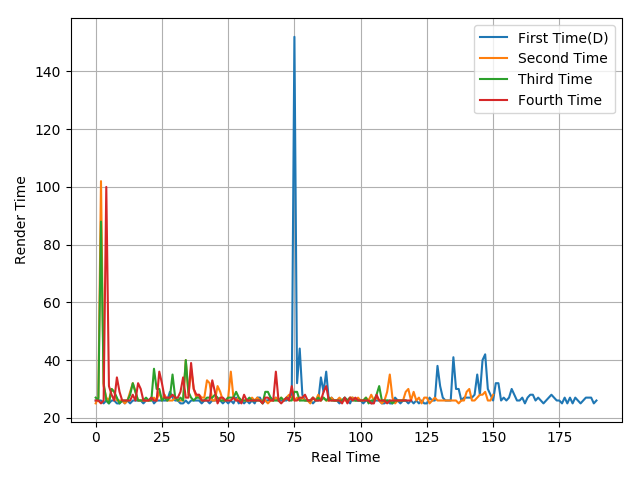 First Time(D)
Second Time
Third Time
Fourth Time
140
120
100
80
60
40
20
Render Time
0 25 50 75 100 125 150 175
Real Time